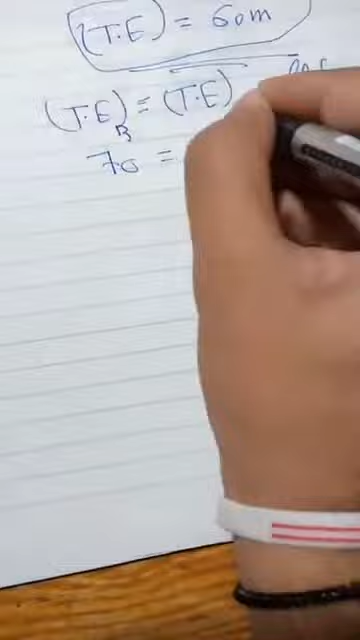 (T.E) = 60m
(T.E)B = (T.E)
70 =